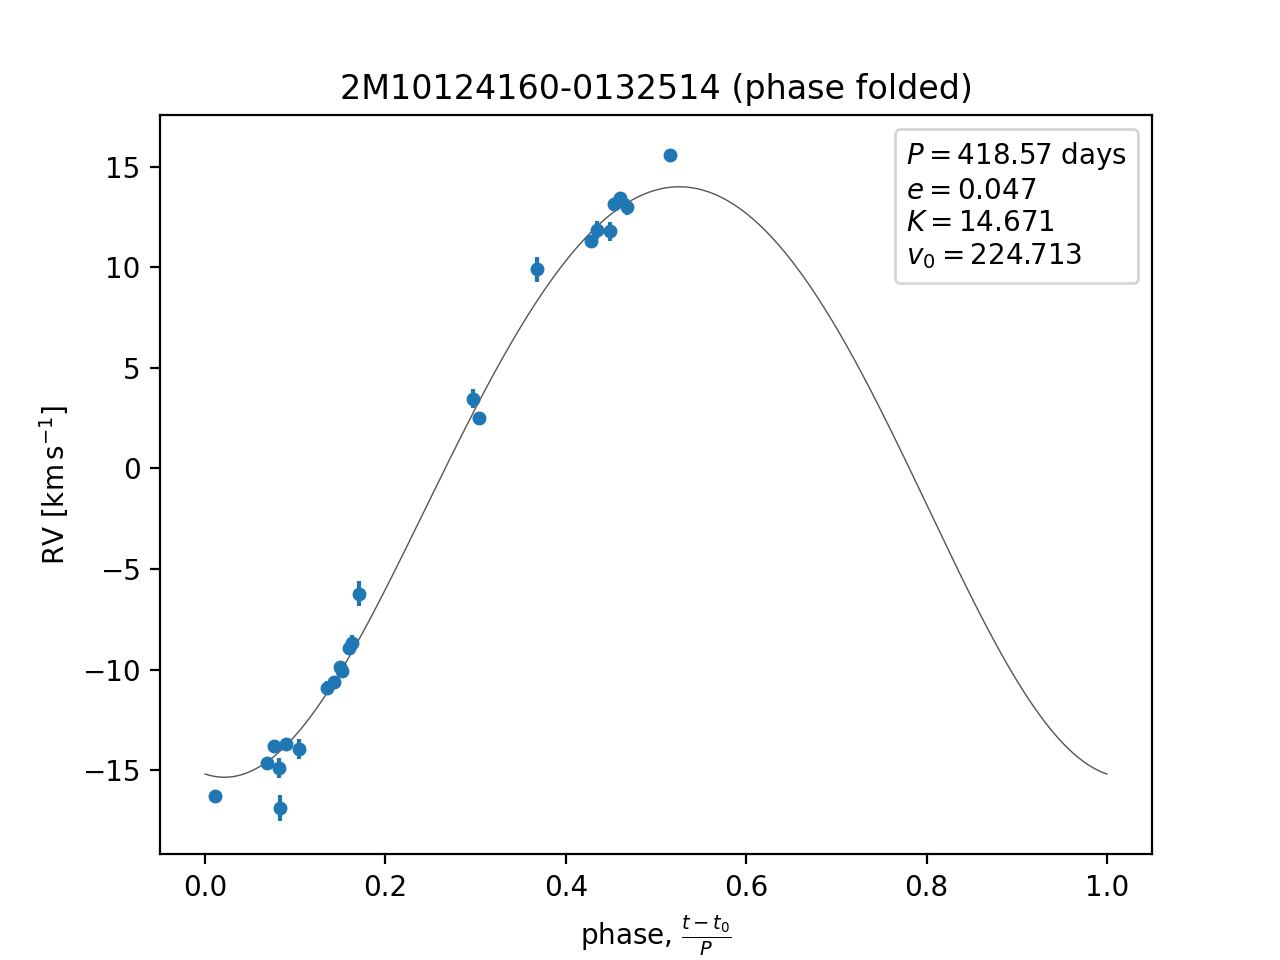 2M10124160-0132514 (phase folded)
P = 418.57 days
e = 0.047
K = 14.671
v₀ = 224.713
15
10
5
0
−5
−10
−15
RV [km s⁻¹]
0.0 0.2 0.4 0.6 0.8 1.0
phase, (t − t₀)/P